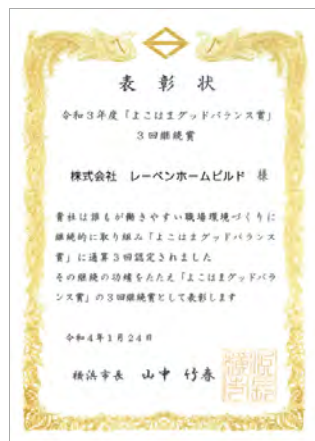 表彰状
令和3年度「よこはまグッドバランス賞」
3回継続賞
株式会社 レーベンホームビルド 様
貴社は誰もが働きやすい職場環境づくりに
継続的に取り組み「よこはまグッドバランス
賞」に通算3回認定されました
その継続の功績をたたえ「よこはまグッドバラ
ンス賞」の3回継続賞として表彰します
令和4年1月24日
横浜市長 山中 竹春